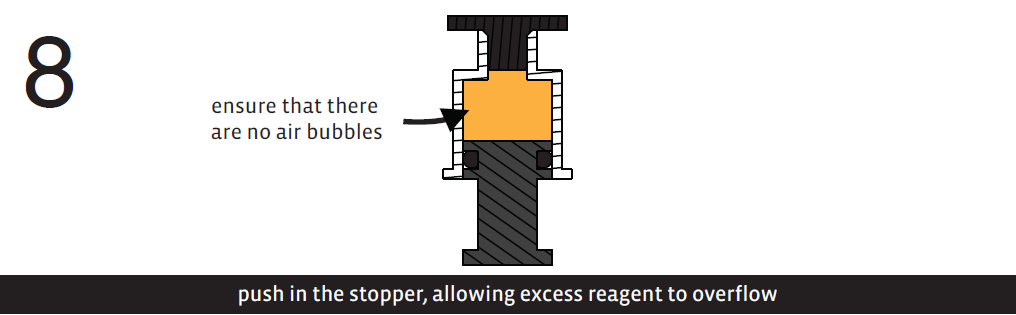 8
ensure that there
are no air bubbles
push in the stopper, allowing excess reagent to overflow